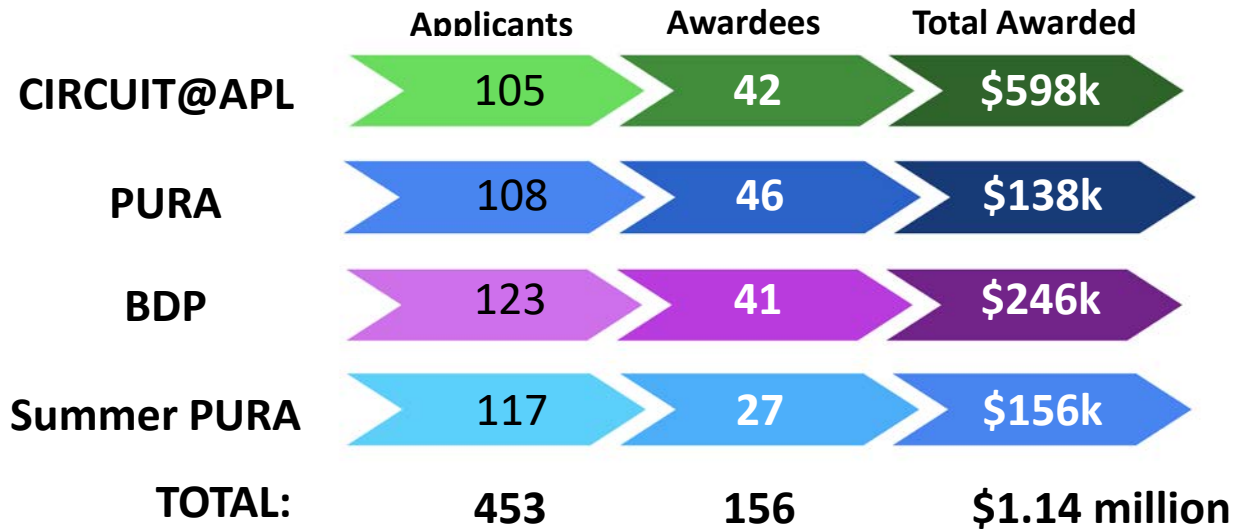 Applicants Awardees Total Awarded
CIRCUIT@APL 105 42 $598k
PURA 108 46 $138k
BDP 123 41 $246k
Summer PURA 117 27 $156k
TOTAL: 453 156 $1.14 million